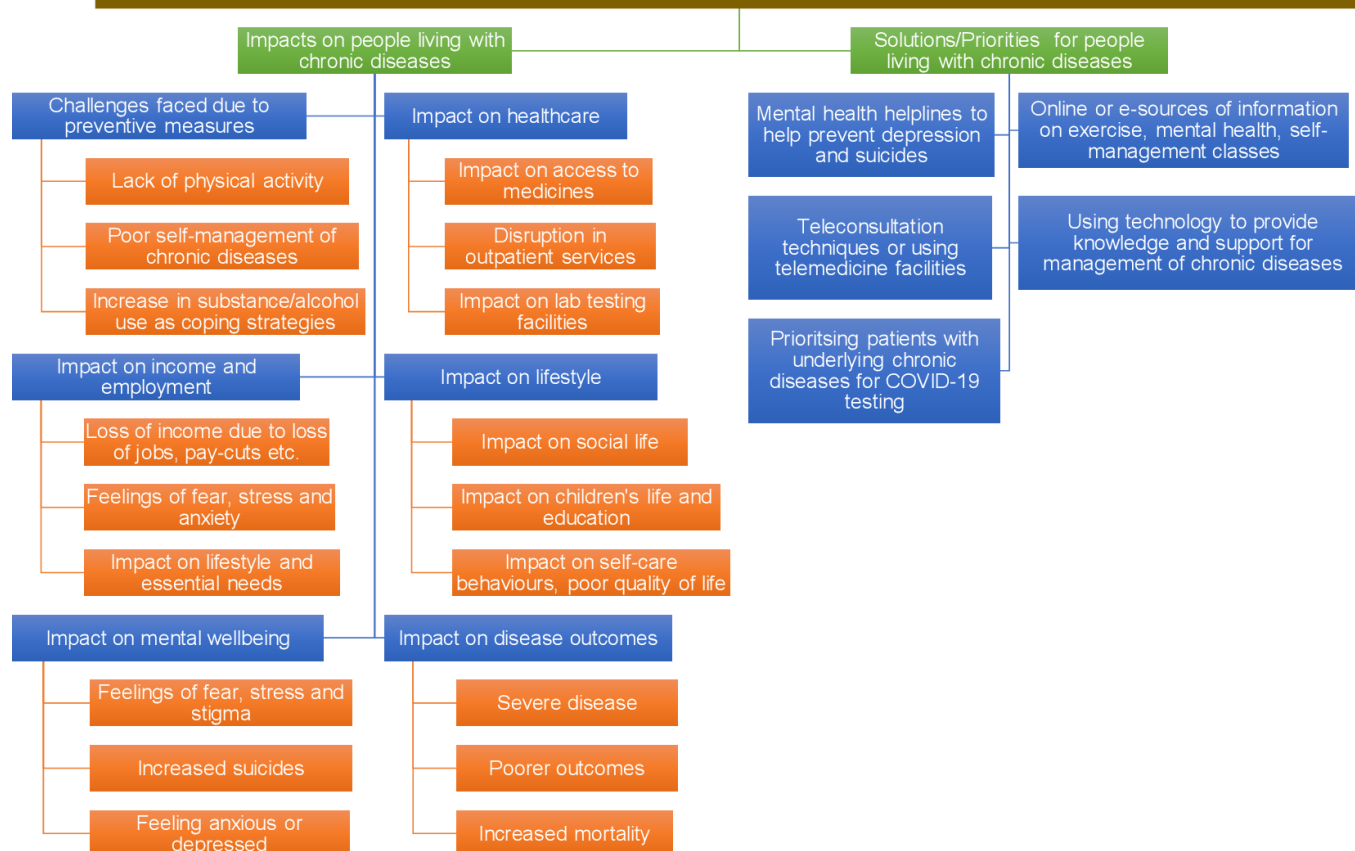 Impacts on people living with
chronic diseases
Solutions/Priorities for people
living with chronic diseases
Challenges faced due to
preventive measures
Lack of physical activity
Poor self-management of
chronic diseases
Increase in substance/alcohol
use as coping strategies
Impact on healthcare
Impact on access to
medicines
Disruption in
outpatient services
Impact on lab testing
facilities
Impact on income and
employment
Loss of income due to loss
of jobs, pay-cuts etc.
Feelings of fear, stress and
anxiety
Impact on lifestyle and
essential needs
Impact on lifestyle
Impact on social life
Impact on children's life and
education
Impact on self-care
behaviours, poor quality of life
Impact on mental wellbeing
Feelings of fear, stress and
stigma
Increased suicides
Feeling anxious or
depressed
Impact on disease outcomes
Severe disease
Poorer outcomes
Increased mortality
Mental health helplines to
help prevent depression
and suicides
Online or e-sources of information
on exercise, mental health, self-
management classes
Teleconsultation
techniques or using
telemedicine facilities
Using technology to provide
knowledge and support for
management of chronic diseases
Prioritsing patients with
underlying chronic
diseases for COVID-19
testing